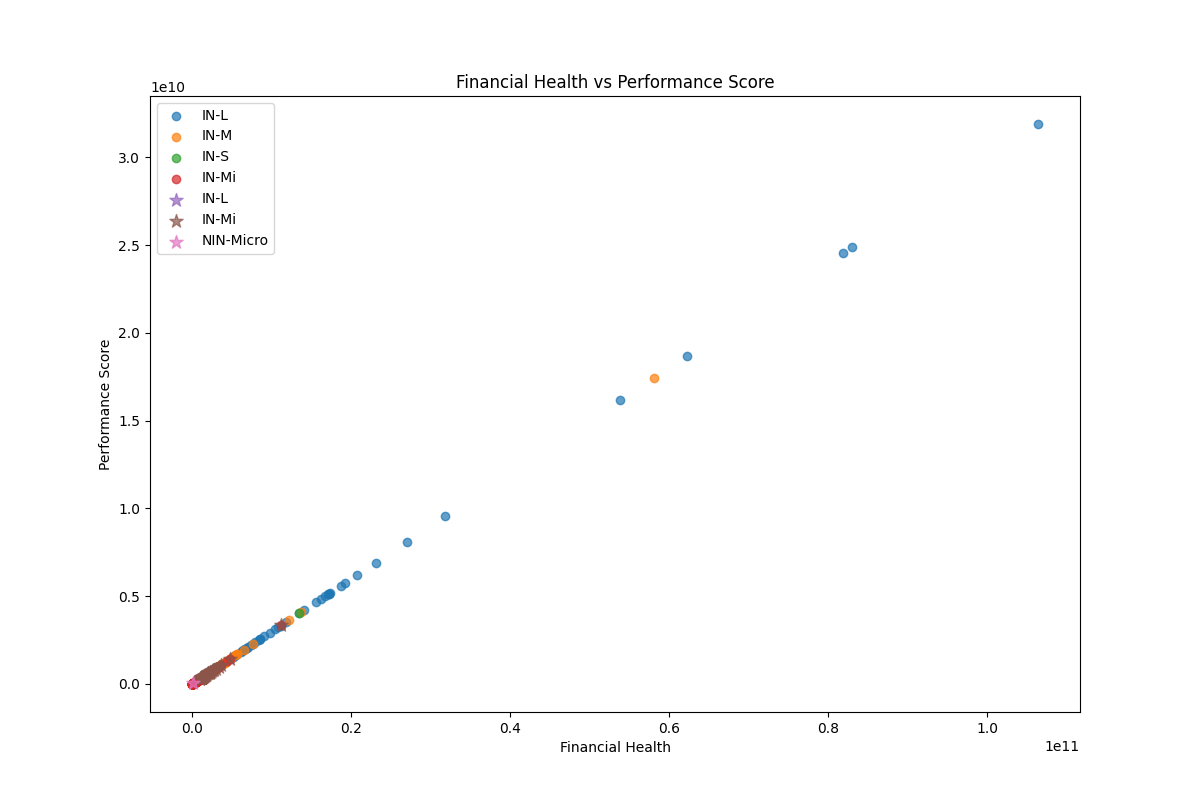 Financial Health vs Performance Score
1e10
IN-L
IN-M
IN-S
IN-Mi
IN-L
IN-Mi
NIN-Micro
3.0
2.5
2.0
1.5
1.0
0.5
0.0
Performance Score
0.0 0.2 0.4 0.6 0.8 1.0
1e11
Financial Health